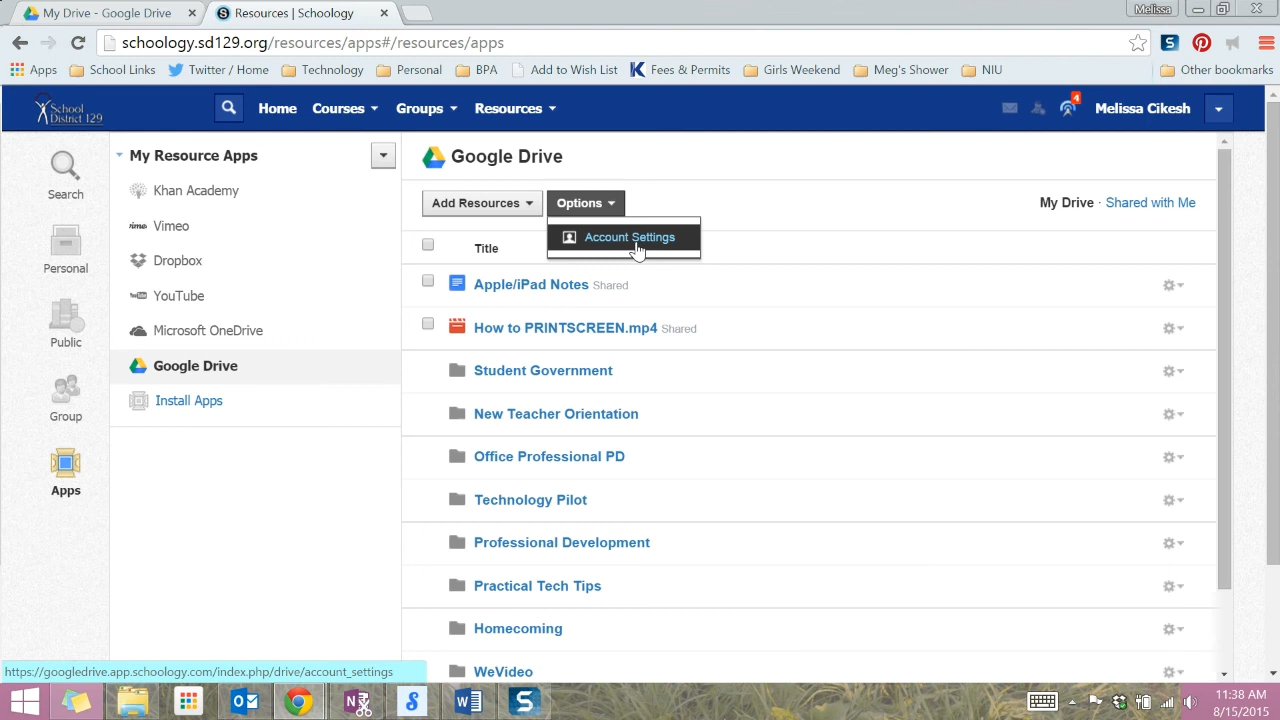 My Drive - Google Drive
Resources | Schoology
Melissa
schoology.sd129.org/resources/apps#/resources/apps
Apps School Links Twitter / Home Technology Personal BPA Add to Wish List Fees & Permits Girls Weekend Meg's Shower NIU Other bookmarks
School
District 129
Home Courses Groups Resources
4
Melissa Cikesh
Search
Personal
Public
Group
Apps
My Resource Apps
Khan Academy
vimeo Vimeo
Dropbox
YouTube
Microsoft OneDrive
Google Drive
Install Apps
Google Drive
Add Resources Options
My Drive · Shared with Me
Account Settings
Title
Apple/iPad Notes Shared
How to PRINTSCREEN.mp4 Shared
Student Government
New Teacher Orientation
Office Professional PD
Technology Pilot
Professional Development
Practical Tech Tips
Homecoming
WeVideo
https://googledrive.app.schoology.com/index.php/drive/account_settings
11:38 AM
8/15/2015